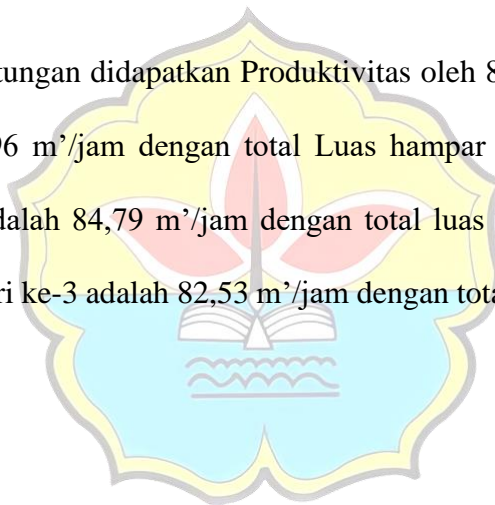 tungan didapatkan Produktivitas oleh 8
96 m’/jam dengan total Luas hampar
dalah 84,79 m’/jam dengan total luas
ri ke-3 adalah 82,53 m’/jam dengan tota